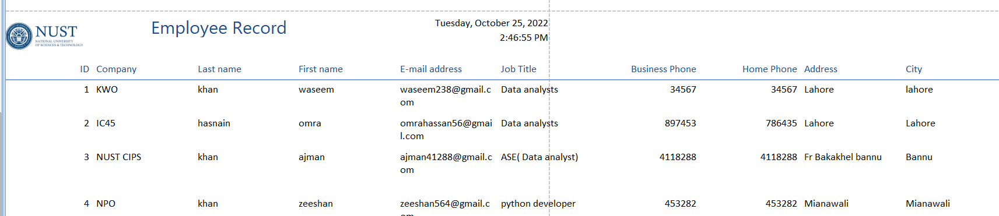 NUST
NATIONAL UNIVERSITY
OF SCIENCES & TECHNOLOGY
Employee Record
Tuesday, October 25, 2022
2:46:55 PM
ID Company Last name First name E-mail address Job Title Business Phone Home Phone Address City
1 KWO khan waseem waseem238@gmail.c Data analysts 34567 34567 Lahore lahore
om
2 IC45 hasnain omra omrahassan56@gmai Data analysts 897453 786435 Lahore Lahore
l.com
3 NUST CIPS khan ajman ajman41288@gmail.c ASE( Data analyst) 4118288 4118288 Fr Bakakhel bannu Bannu
om
4 NPO khan zeeshan zeeshan564@gmail.c python developer 453282 453282 Mianawali Mianawali
om